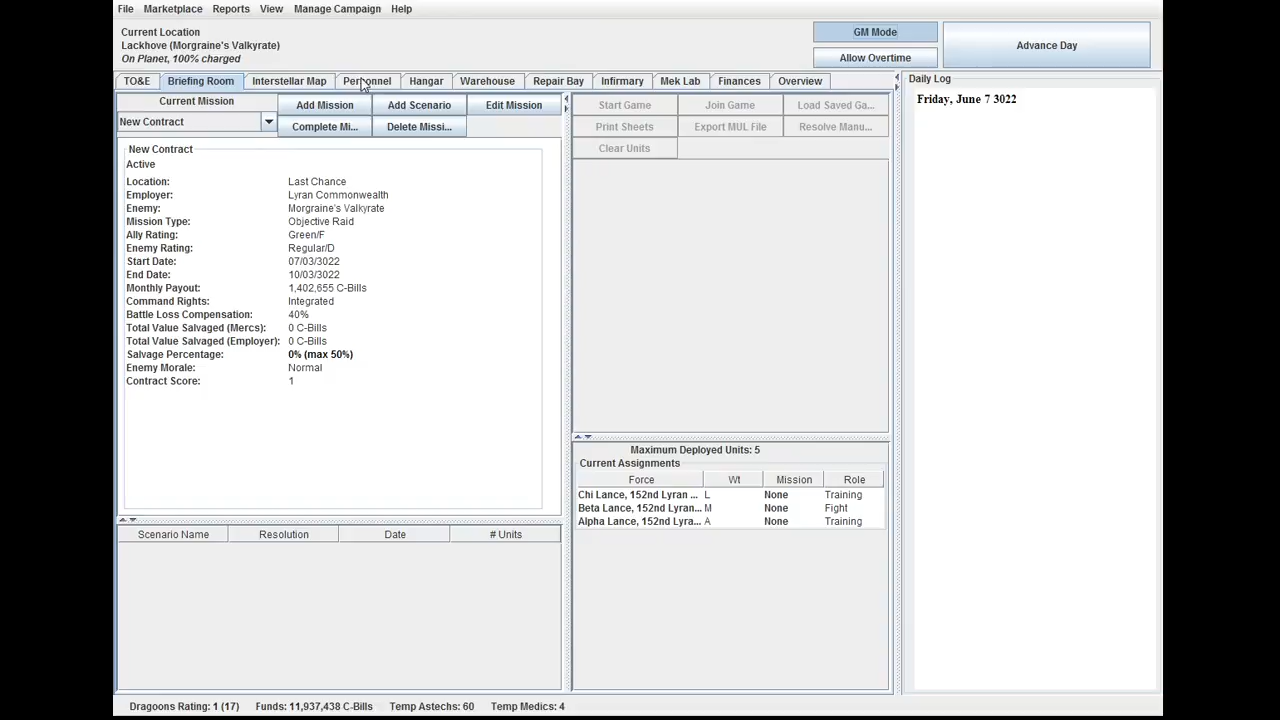 File Marketplace Reports View Manage Campaign Help
Current Location
Lackhove (Morgraine's Valkyrate)
On Planet, 100% charged
GM Mode
Allow Overtime
Advance Day
TO&E Briefing Room Interstellar Map Personnel Hangar Warehouse Repair Bay Infirmary Mek Lab Finances Overview
Current Mission
New Contract
Add Mission Add Scenario Edit Mission
Complete Mi... Delete Missi...
New Contract
Active
Location: Last Chance
Employer: Lyran Commonwealth
Enemy: Morgraine's Valkyrate
Mission Type: Objective Raid
Ally Rating: Green/F
Enemy Rating: Regular/D
Start Date: 07/03/3022
End Date: 10/03/3022
Monthly Payout: 1,402,655 C-Bills
Command Rights: Integrated
Battle Loss Compensation: 40%
Total Value Salvaged (Mercs): 0 C-Bills
Total Value Salvaged (Employer): 0 C-Bills
Salvage Percentage: 0% (max 50%)
Enemy Morale: Normal
Contract Score: 1
Scenario Name Resolution Date # Units
Start Game Join Game Load Saved Ga...
Print Sheets Export MUL File Resolve Manu...
Clear Units
Maximum Deployed Units: 5
Current Assignments
Force Wt Mission Role
Chi Lance, 152nd Lyran ... L None Training
Beta Lance, 152nd Lyran... M None Fight
Alpha Lance, 152nd Lyra... A None Training
Daily Log
Friday, June 7 3022
Dragoons Rating: 1 (17) Funds: 11,937,438 C-Bills Temp Astechs: 60 Temp Medics: 4